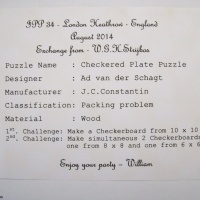 IPP 34 - London Heathrow - England
August 2014
Exchange from - W.G.H.Strijbos
Puzzle Name : Checkered Plate Puzzle
Designer : Ad van der Schagt
Manufacturer : J.C.Constantin
Classification: Packing problem
Material : Wood
1st. Challenge: Make a Checkerboard from 10 x 10
2nd. Challenge: Make simultaneous 2 Checkerboards
one from 8 x 8 and one from 6 x 6
Enjoy your party - William